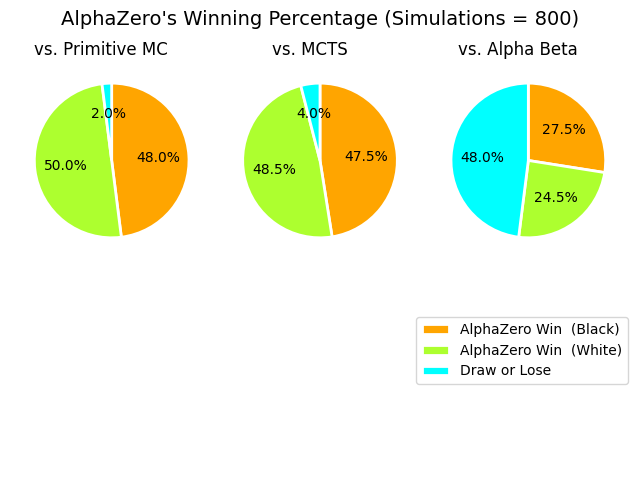 AlphaZero's Winning Percentage (Simulations = 800)
vs. Primitive MC
vs. MCTS
vs. Alpha Beta
2.0%
50.0%
48.0%
4.0%
48.5%
47.5%
27.5%
48.0%
24.5%
AlphaZero Win  (Black)
AlphaZero Win  (White)
Draw or Lose